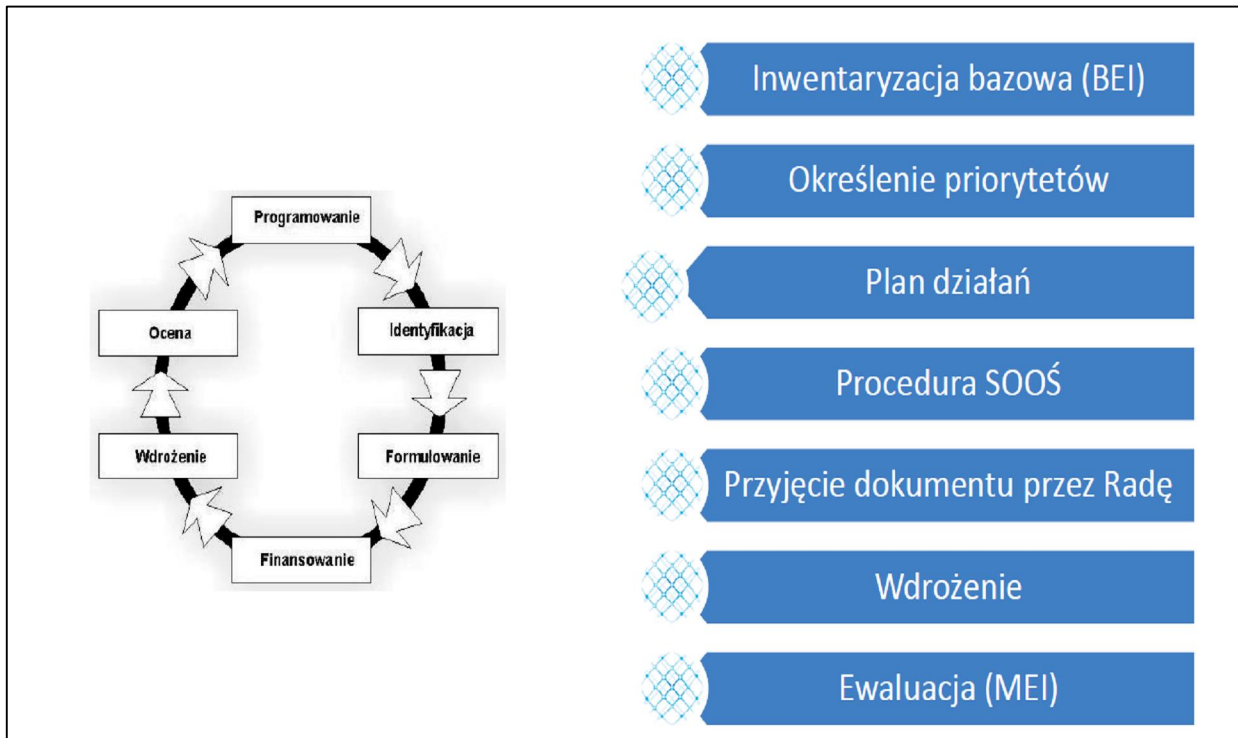 Programowanie
Identyfikacja
Formułowanie
Finansowanie
Wdrożenie
Ocena
Inwentaryzacja bazowa (BEI)
Określenie priorytetów
Plan działań
Procedura SOOŚ
Przyjęcie dokumentu przez Radę
Wdrożenie
Ewaluacja (MEI)